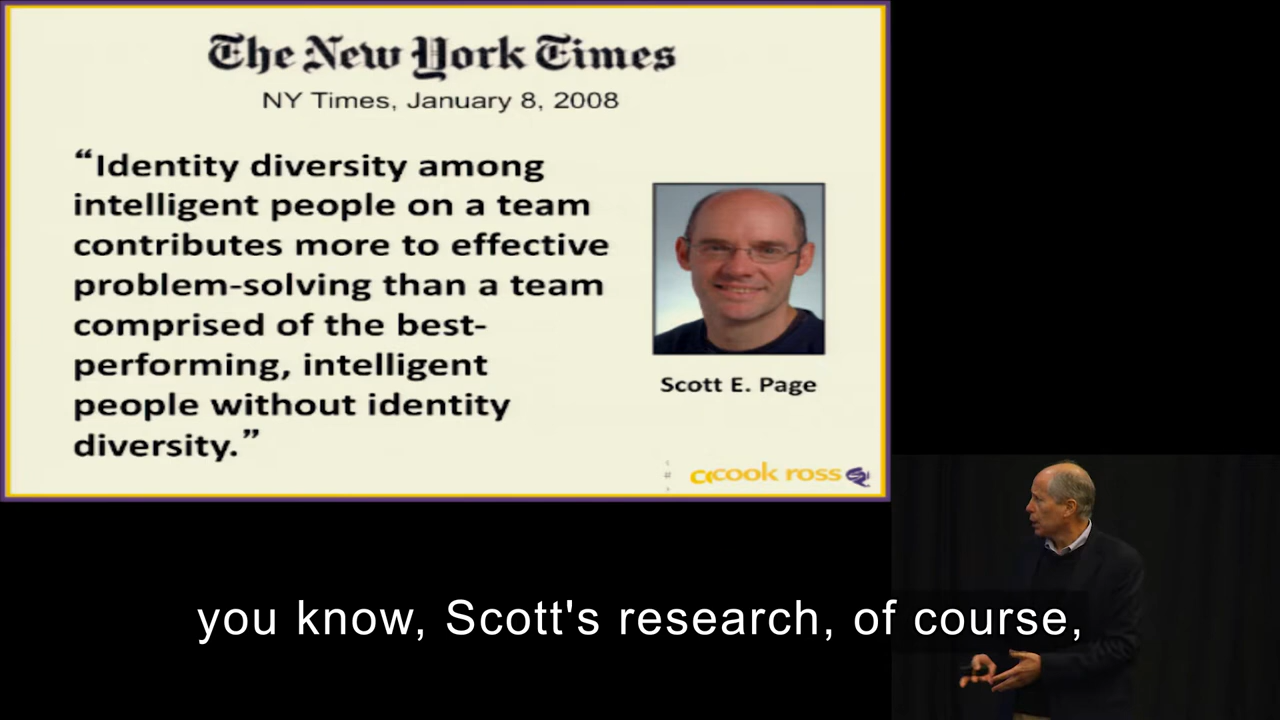 The New York Times
NY Times, January 8, 2008
“Identity diversity among
intelligent people on a team
contributes more to effective
problem-solving than a team
comprised of the best-
performing, intelligent
people without identity
diversity.”
Scott E. Page
cook ross
you know, Scott's research, of course,